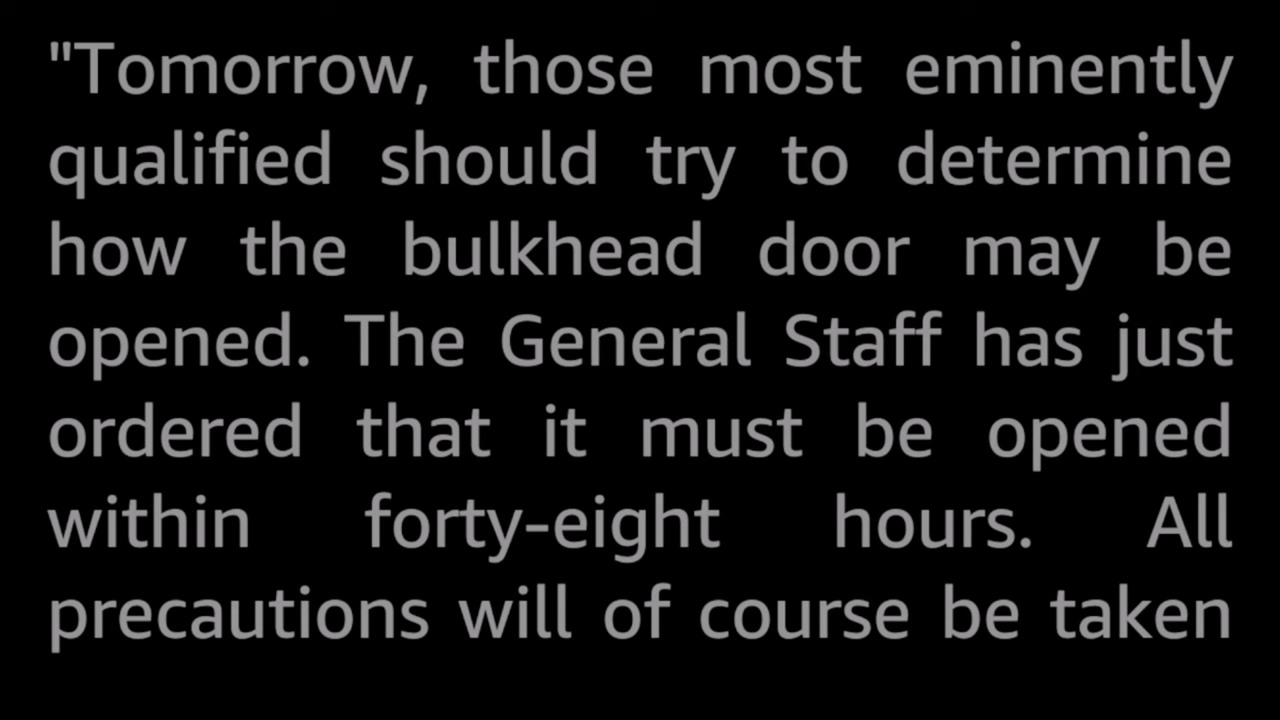 "Tomorrow, those most eminently
qualified should try to determine
how the bulkhead door may be
opened. The General Staff has just
ordered that it must be opened
within forty-eight hours. All
precautions will of course be taken